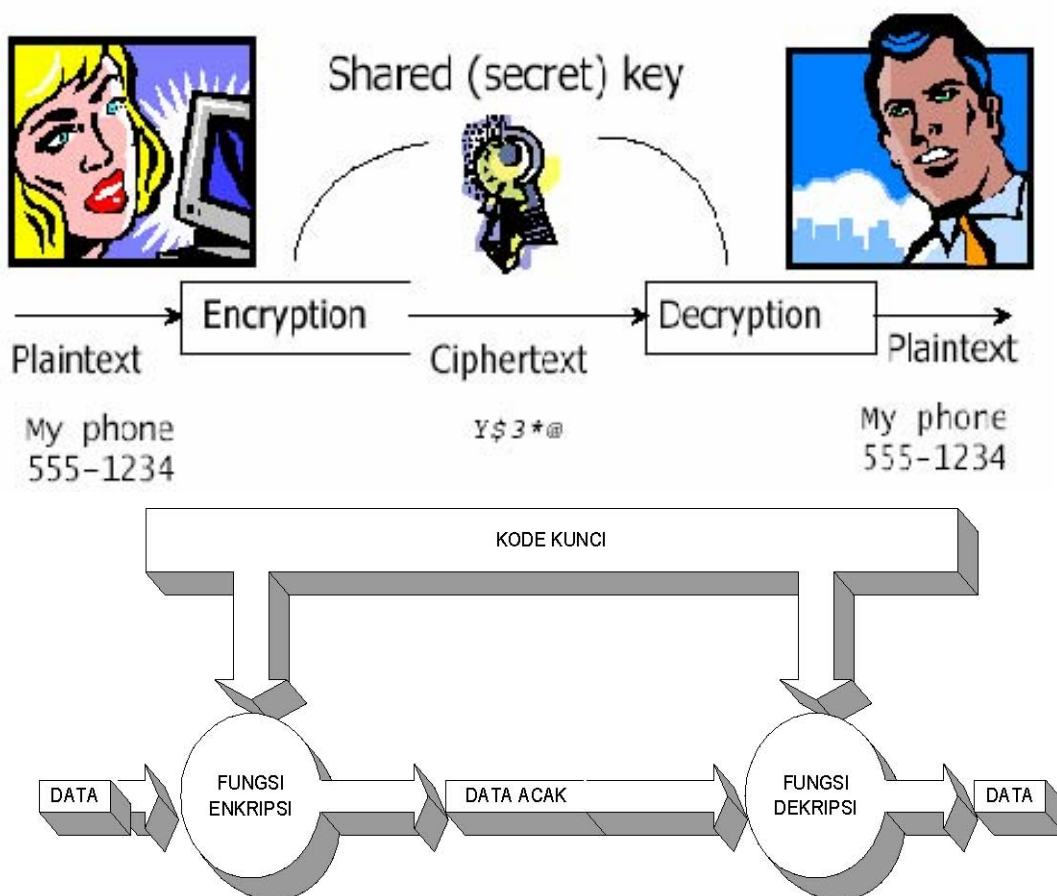 Shared (secret) key
Encryption
Decryption
Plaintext
Ciphertext
Plaintext
My phone
555-1234
Y$3*@
My phone
555-1234
KODE KUNCI
DATA
FUNGSI
ENKRIPSI
DATA ACAK
FUNGSI
DEKRIPSI
DATA